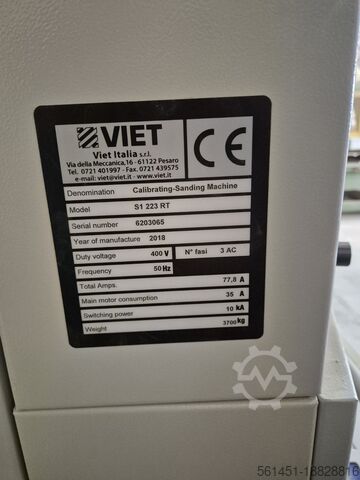 VIET
Viet Italia s.r.l.
Via della Meccanica,16 - 61122 Pesaro
Tel. 0721 401997 - Fax. 0721 439575
e-mail: viet@viet.it - www.viet.it
CE
Denomination Calibrating-Sanding Machine
Model S1 223 RT
Serial number 6203065
Year of manufacture 2018
Duty voltage 400 V N° fasi 3 AC
Frequency 50 Hz
Total Amps. 77,8 A
Main motor consumption 35 A
Switching power 10 kA
Weight 3700 kg
561451-18828816